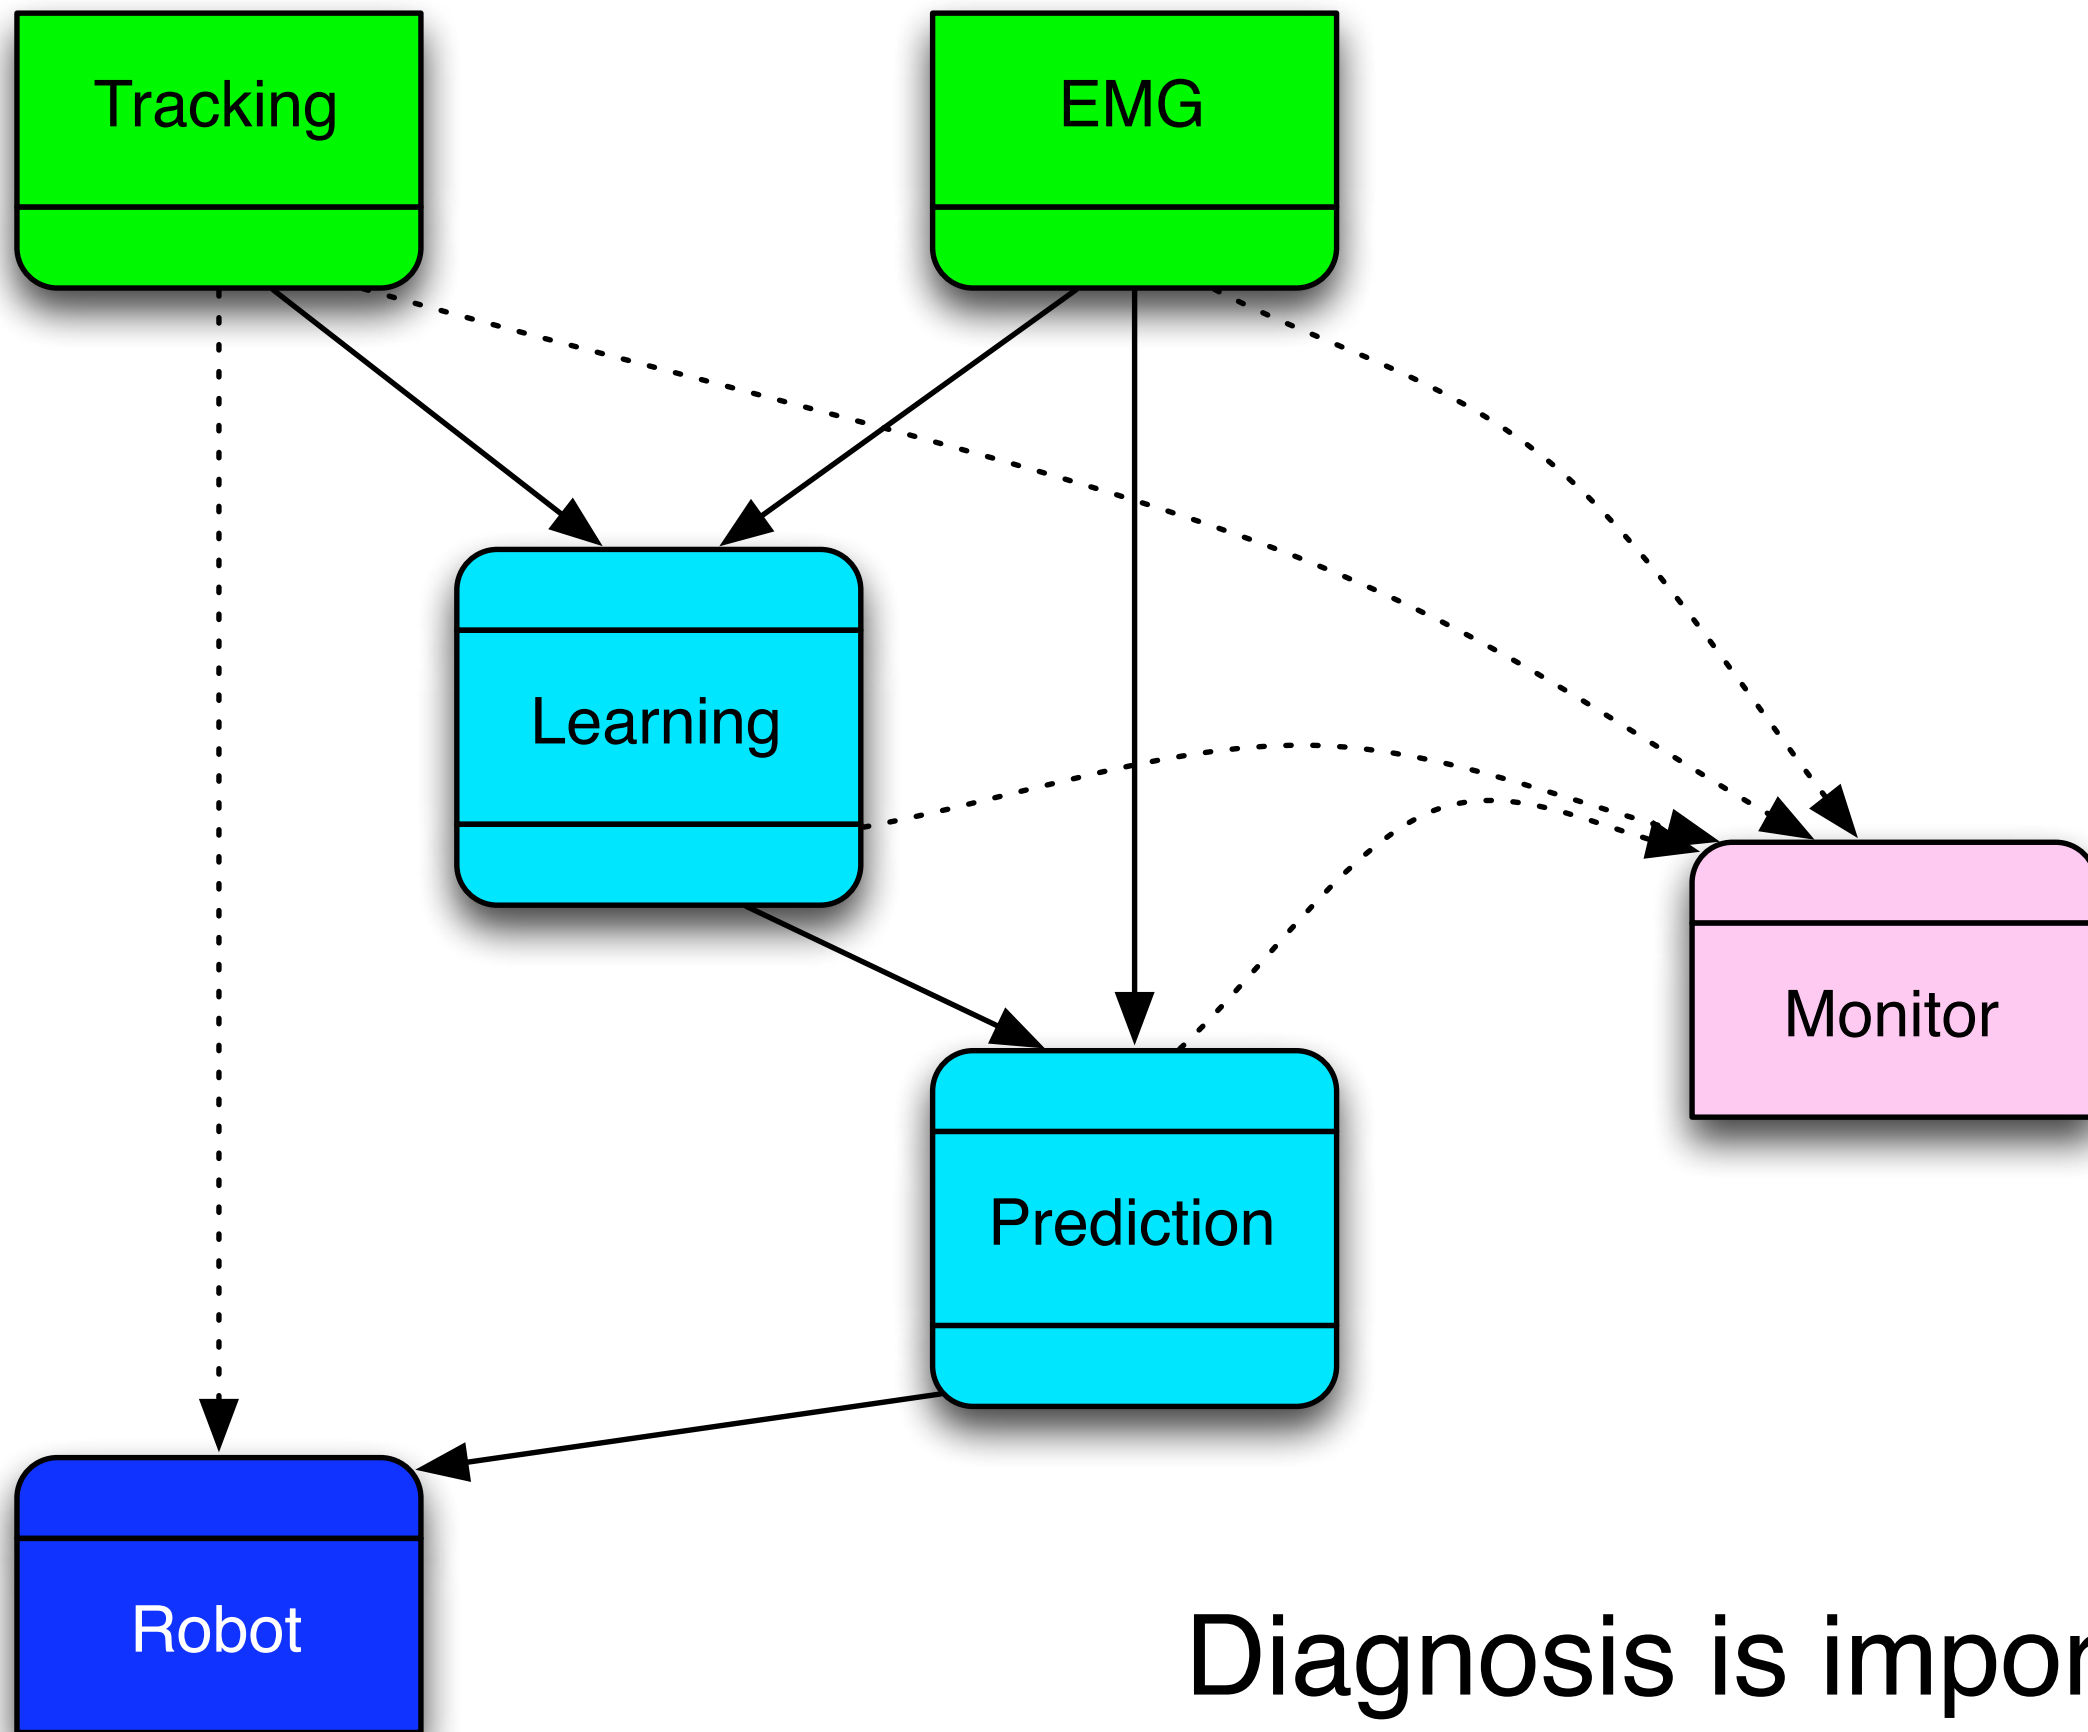 Tracking
EMG
Learning
Monitor
Prediction
Robot
Diagnosis is